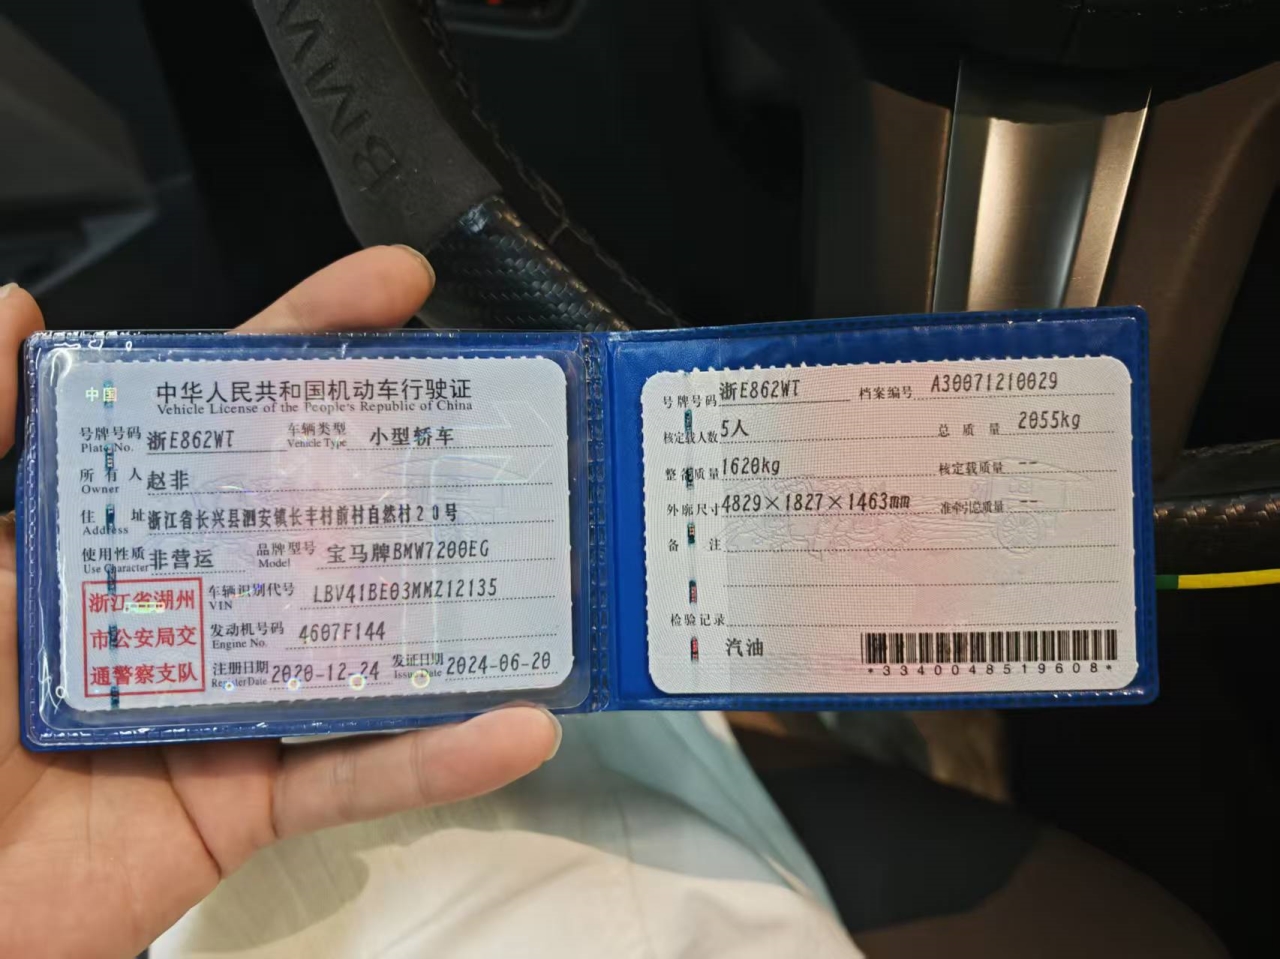 BMW
中国
中华人民共和国机动车行驶证
Vehicle License of the People's Republic of China
号牌号码 浙E862WT 车辆类型 小型轿车
Plate No. Vehicle Type
所有人 赵非
Owner
住址 浙江省长兴县泗安镇长丰村前村自然村20号
Address
使用性质 非营运 品牌型号 宝马牌BMW7200EG
Use Character Model
浙江省湖州
市公安局交
通警察支队
车辆识别代号 LBV41BE03MMZ12135
VIN
发动机号码 4607F144
Engine No.
注册日期 2020-12-24 发证日期 2024-06-20
Register Date Issue Date
号牌号码 浙E862WT 档案编号 A30071210029
核定载人数 5人 总质量 2055kg
整备质量 1620kg 核定载质量 --
外廓尺寸 4829×1827×1463mm 准牵引总质量 --
备注
检验记录
汽油
*3340048519608*